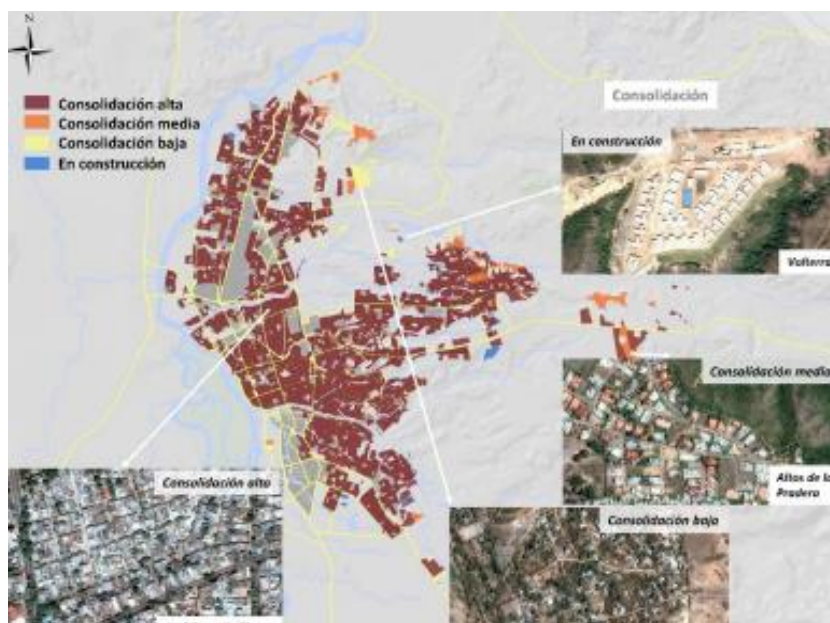 N
Consolidación alta
Consolidación media
Consolidación baja
En construcción
Consolidación
En construcción
Valterra
Consolidación media
Altos de la
Pradera
Consolidación alta
Consolidación baja